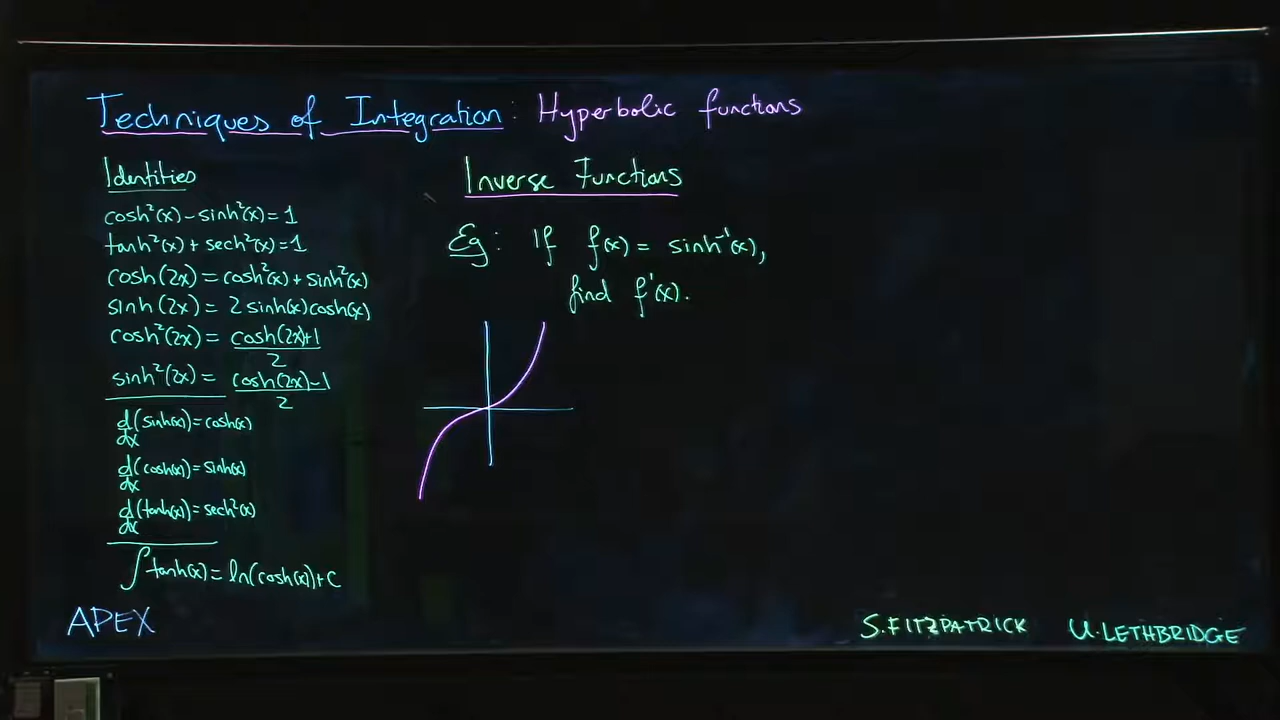 Techniques of Integration: Hyperbolic functions
Identities
cosh²(x) - sinh²(x) = 1
tanh²(x) + sech²(x) = 1
cosh(2x) = cosh²(x) + sinh²(x)
sinh(2x) = 2 sinh(x)cosh(x)
cosh²(2x) = cosh(2x)+1 / 2
sinh²(2x) = cosh(2x)-1 / 2
d/dx (sinh(x)) = cosh(x)
d/dx (cosh(x)) = sinh(x)
d/dx (tanh(x)) = sech²(x)
∫ tanh(x) = ln(cosh(x)) + C
Inverse Functions
Eg: If f(x) = sinh⁻¹(x),
find f'(x).
APEX
S. FITZPATRICK U. LETHBRIDGE